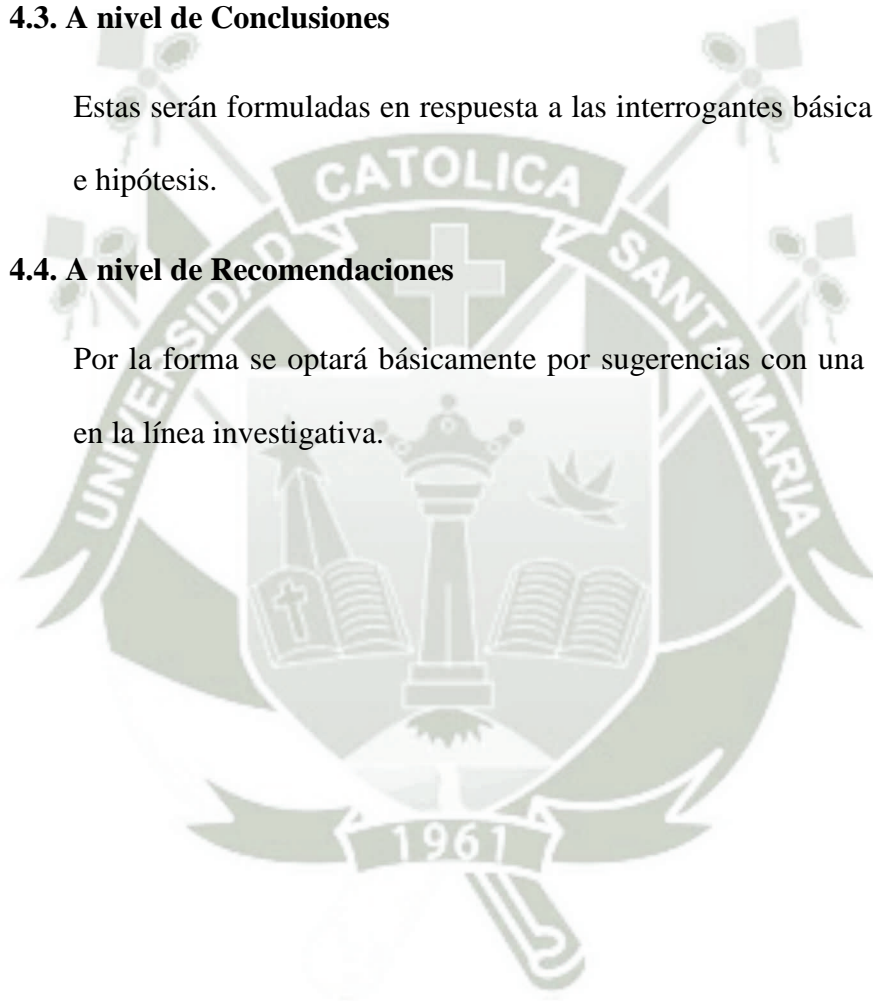 4.3. A nivel de Conclusiones
Estas serán formuladas en respuesta a las interrogantes básica
e hipótesis.
4.4. A nivel de Recomendaciones
Por la forma se optará básicamente por sugerencias con una
en la línea investigativa.
UNIVERSIDAD CATOLICA SANTA MARIA
1961